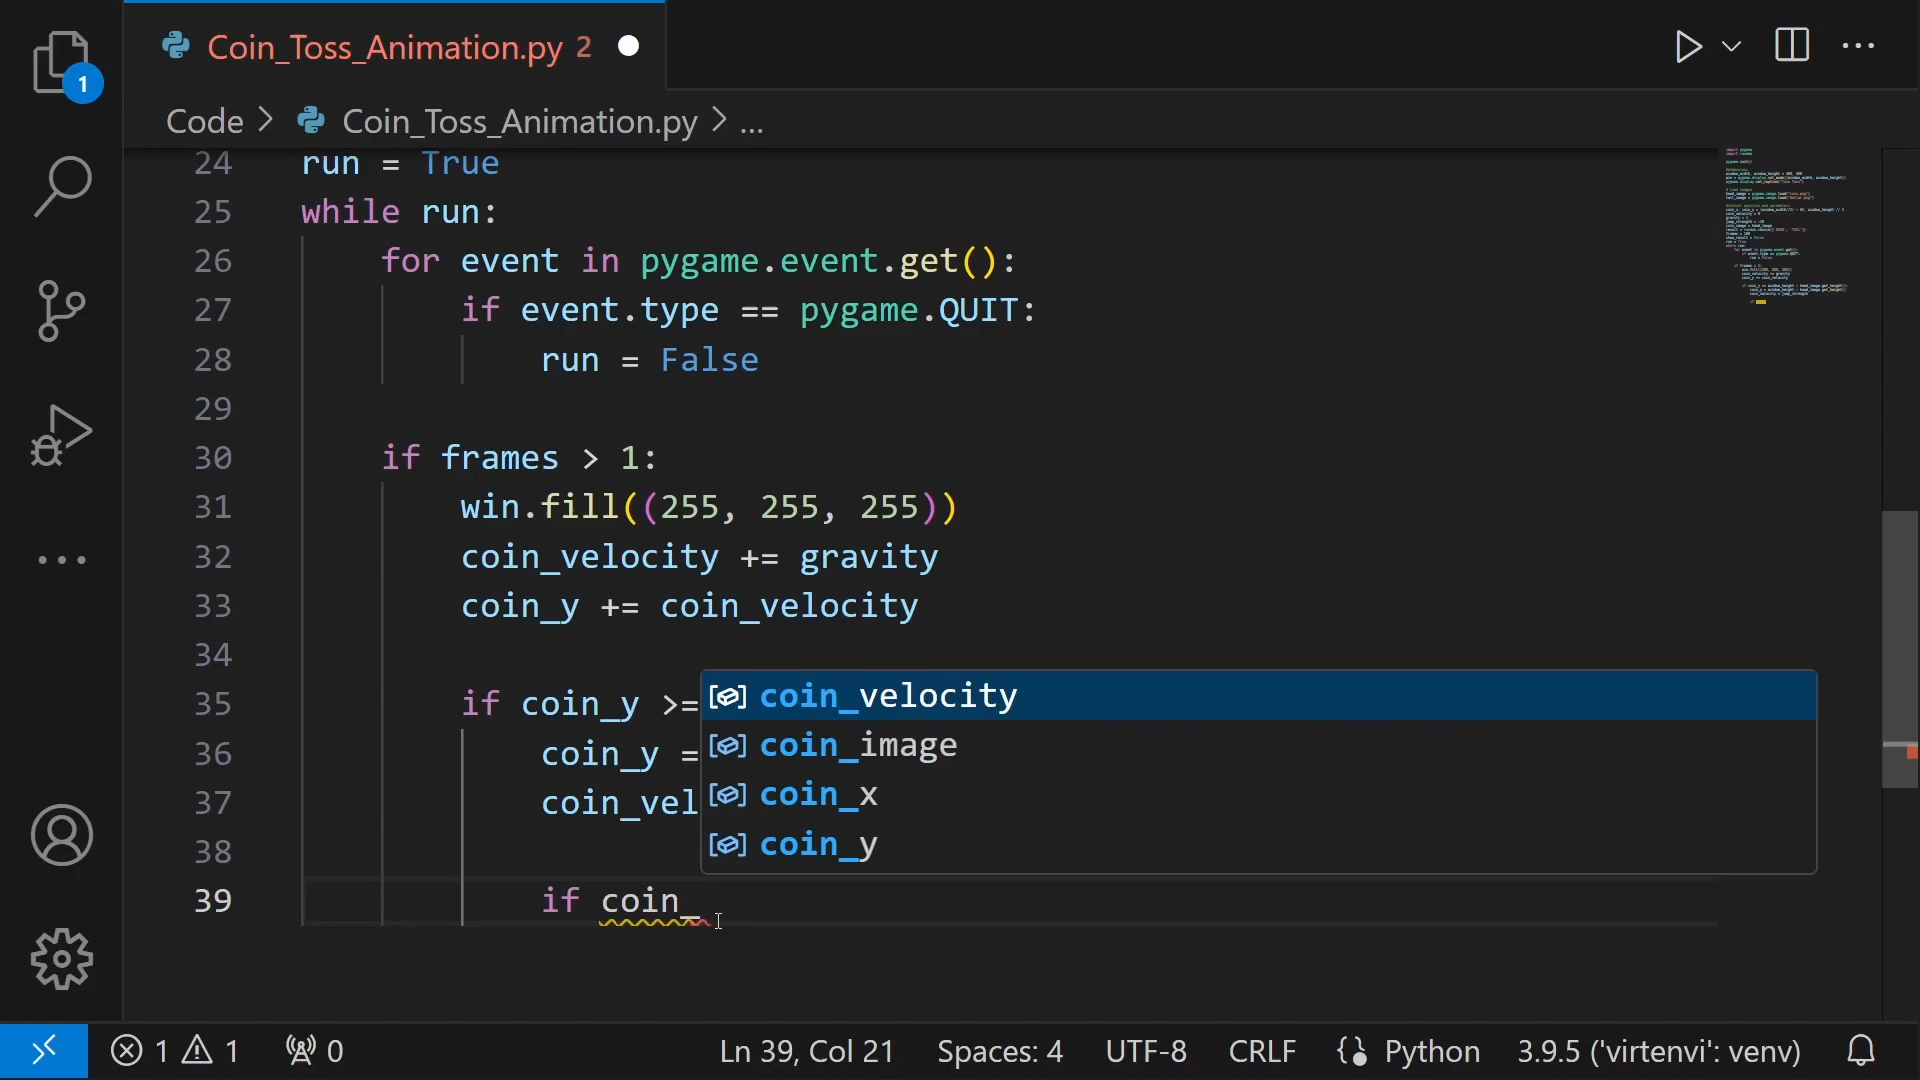 Coin_Toss_Animation.py 2
1
Code > Coin_Toss_Animation.py > ...
24 run = True
25 while run:
26 for event in pygame.event.get():
27 if event.type == pygame.QUIT:
28 run = False
29
30 if frames > 1:
31 win.fill((255, 255, 255))
32 coin_velocity += gravity
33 coin_y += coin_velocity
34
35 if coin_y >=
36 coin_y =
37 coin_vel
38
39 if coin_
coin_velocity
coin_image
coin_x
coin_y
1 1 0 Ln 39, Col 21 Spaces: 4 UTF-8 CRLF Python 3.9.5 ('virtenvi': venv)